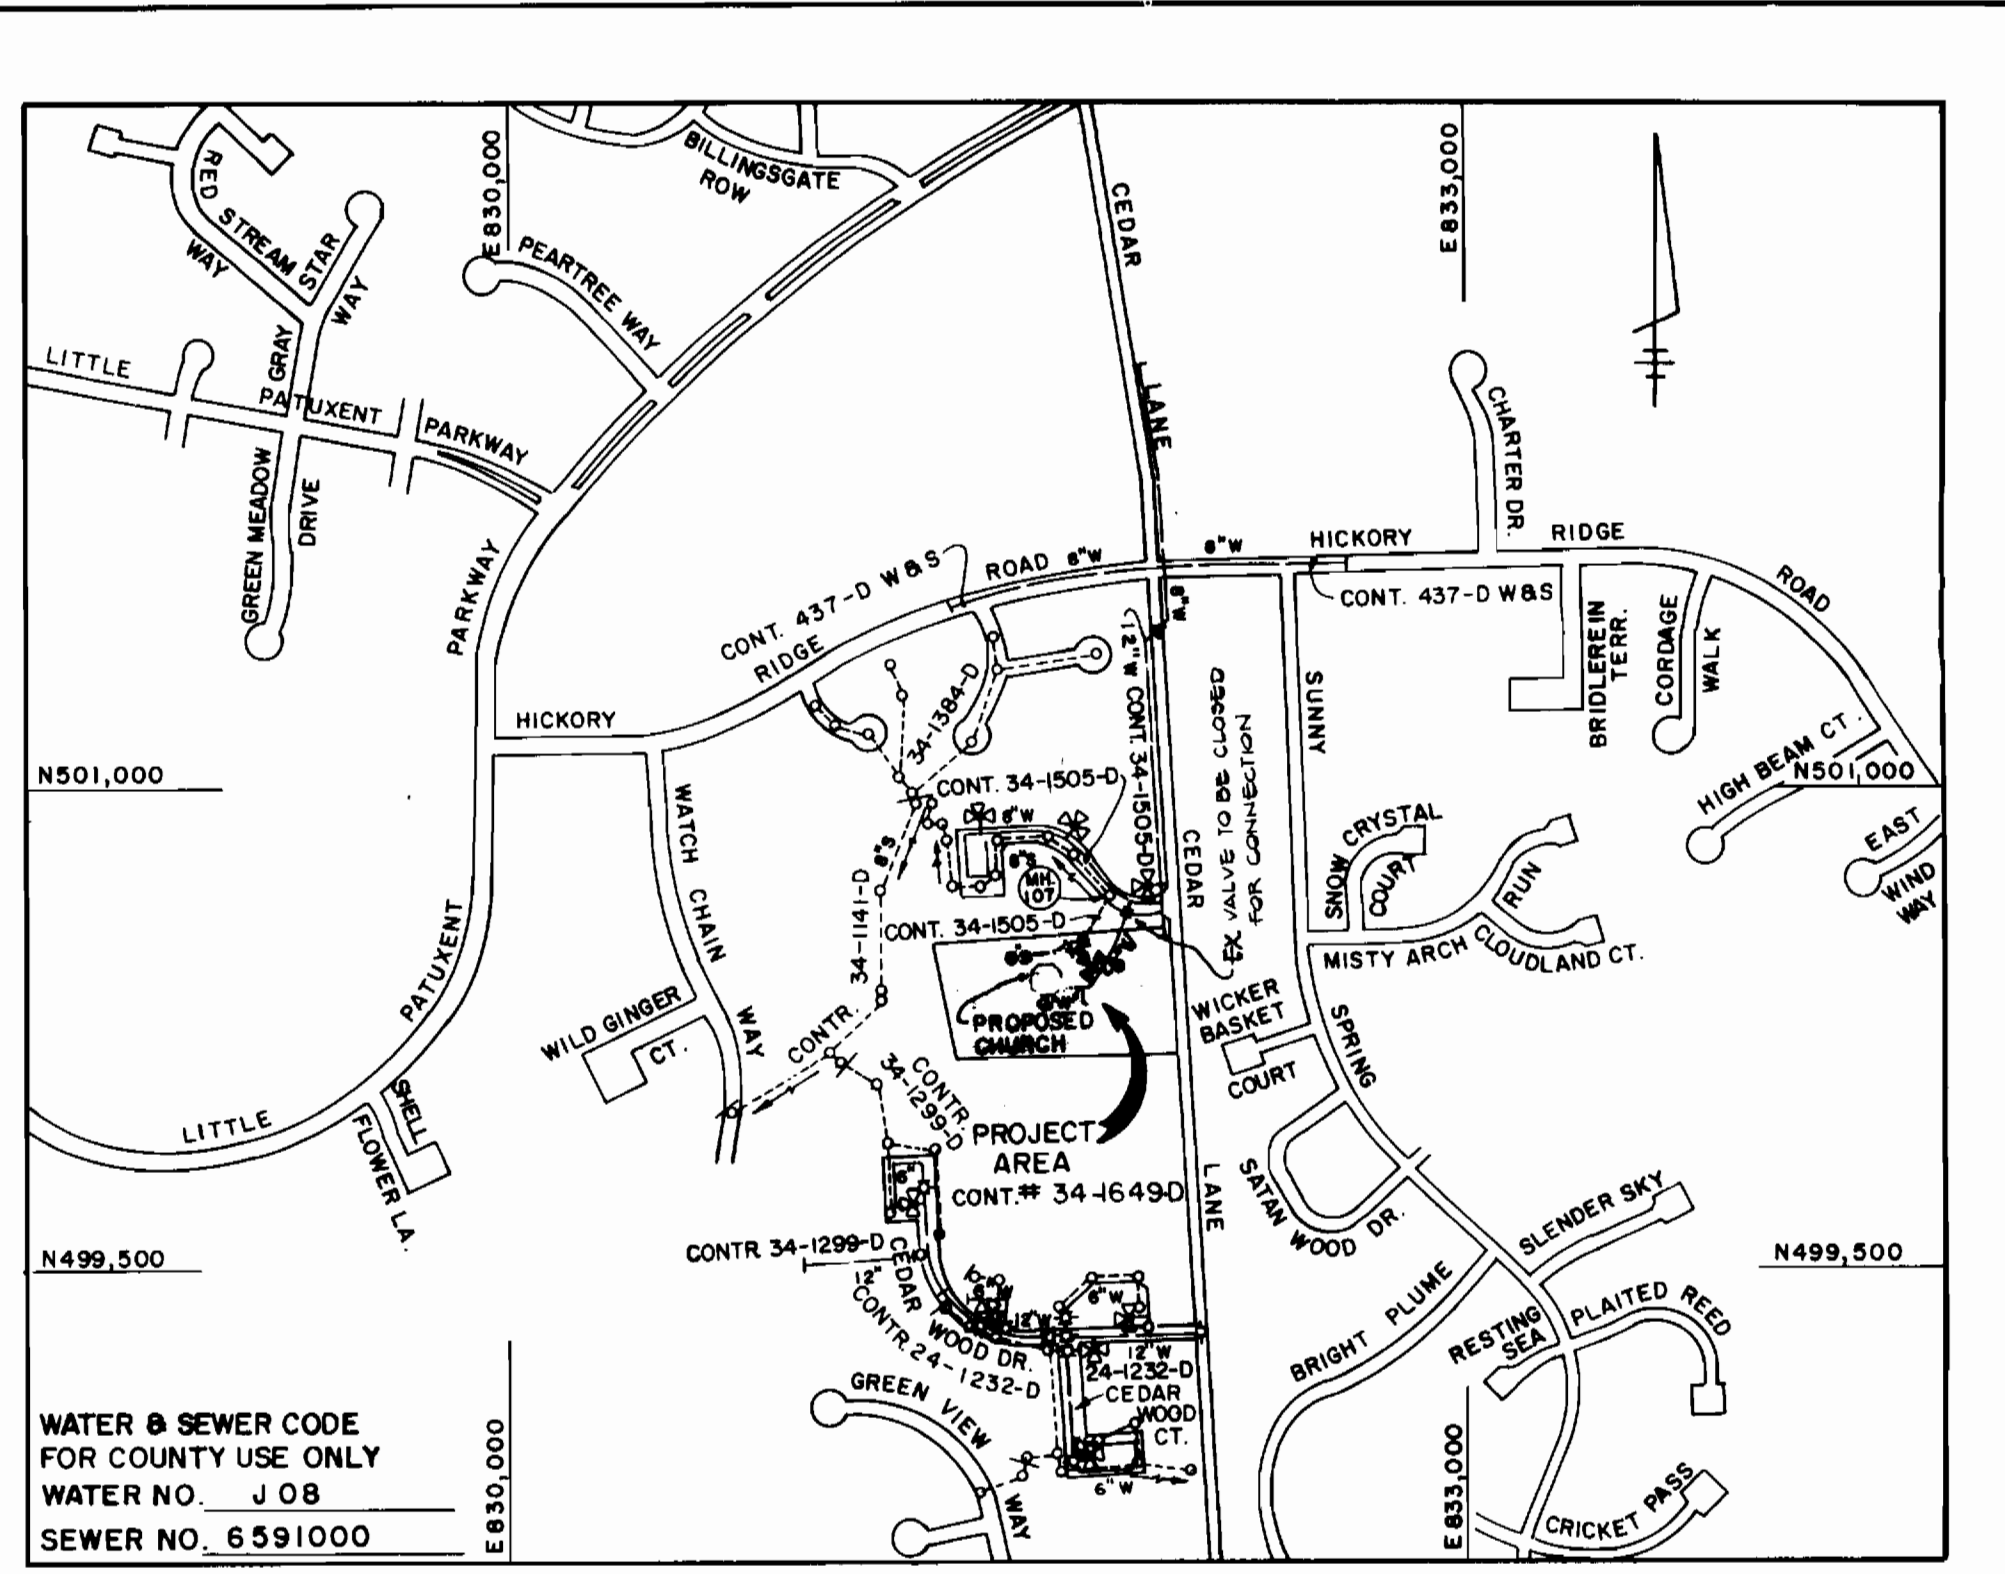 RED STREAM WAY
STAR WAY
GRAY
E 830,000
BILLINGSGATE
ROW
PEARTREE WAY
CEDAR
LANE
E 833,000
LITTLE
PATUXENT
PARKWAY
GREEN MEADOW
DRIVE
PARKWAY
CHARTER DR.
HICKORY
RIDGE
ROAD
8"W
8"W
ROAD
8"W
CONT. 437-D W&S
CONT. 437-D W&S
RIDGE
HICKORY
BRIDLEREIN
TERR.
CORDAGE
WALK
SUNNY
34-1384-D
12"W CONT. 34-1505-D
EX. VALVE TO BE CLOSED
FOR CONNECTION
HIGH BEAM CT.
N501,000
N501,000
CONT. 34-1505-D
8"W
8"S
8"S
MH.
107
WATCH CHAIN
WAY
CEDAR
SNOW CRYSTAL
COURT
RUN
EAST
WIND
WAY
34-1141-D
CONTR.
CONT. 34-1505-D
MISTY ARCH
CLOUDLAND CT.
PATUXENT
WILD GINGER
CT.
PROPOSED
CHURCH
WICKER
BASKET
COURT
SPRING
LITTLE
SHELL
FLOWER LA.
CONTR.
34-1299-D
PROJECT
AREA
CONT.# 34-1649-D
LANE
SATAN
WOOD DR.
SLENDER SKY
6"
N499,500
CONTR 34-1299-D
N499,500
12"
CEDAR
WOOD DR.
CONTR. 24-1232-D
6"W
12"W
6"W
12"W
24-1232-D
CEDAR
WOOD
CT.
6"W
BRIGHT PLUME
RESTING
SEA
PLAITED REED
GREEN VIEW
WAY
CRICKET PASS
WATER & SEWER CODE
FOR COUNTY USE ONLY
WATER NO. J08
SEWER NO. 6591000
E 830,000
E 833,000